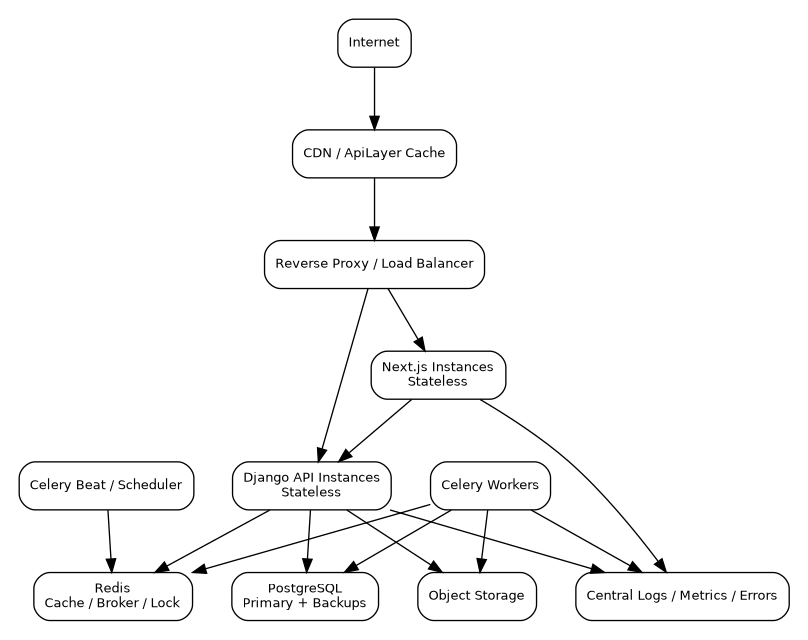 Internet
CDN / ApiLayer Cache
Reverse Proxy / Load Balancer
Next.js Instances
Stateless
Celery Beat / Scheduler
Django API Instances
Stateless
Celery Workers
Redis
Cache / Broker / Lock
PostgreSQL
Primary + Backups
Object Storage
Central Logs / Metrics / Errors